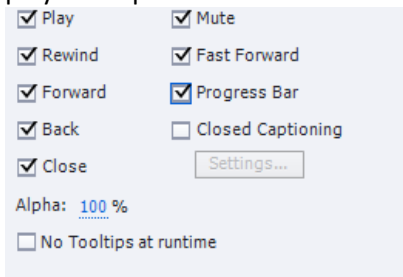 Play Mute
Rewind Fast Forward
Forward Progress Bar
Back Closed Captioning
Close Settings...
Alpha: 100 %
No Tooltips at runtime